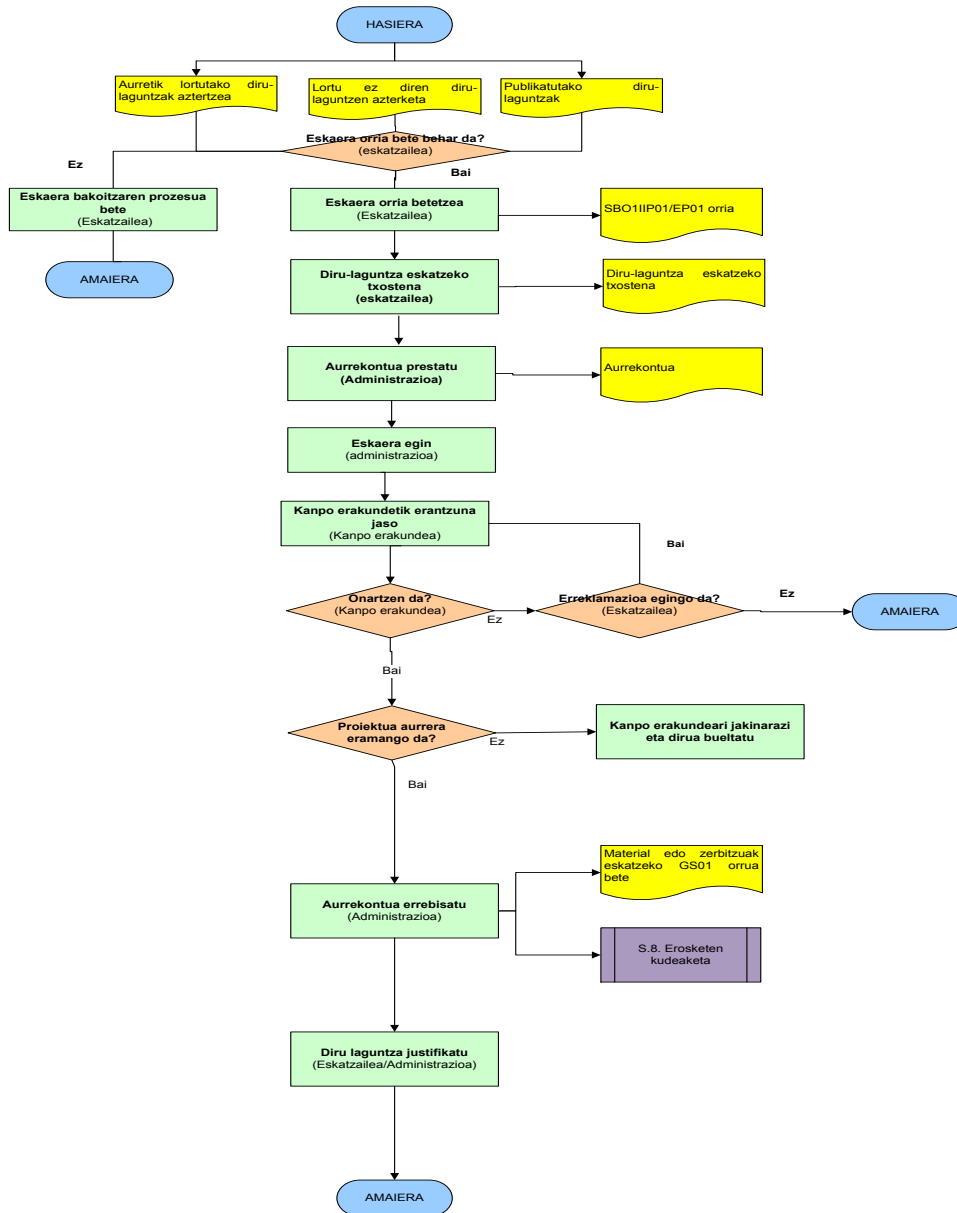 HASIERA
Aurretik lortutako diru-
laguntzak aztertzea
Lortu ez diren diru-
laguntzen azterketa
Publikatutako diru-
laguntzak
Eskaera orria bete behar da?
(eskatzailea)
Ez
Bai
Eskaera bakoitzaren prozesua
bete
(Eskatzailea)
Eskaera orria betetzea
(Eskatzailea)
SBO1IIP01/EP01 orria
AMAIERA
Diru-laguntza eskatzeko
txostena
(eskatzailea)
Diru-laguntza eskatzeko
txostena
Aurrekontua prestatu
(Administrazioa)
Aurrekontua
Eskaera egin
(administrazioa)
Kanpo erakundetik erantzuna
jaso
(Kanpo erakundea)
Bai
Onartzen da?
(Kanpo erakundea)
Ez
Erreklamazioa egingo da?
(Eskatzailea)
Ez
AMAIERA
Bai
Proiektua aurrera
eramango da?
Ez
Kanpo erakundeari jakinarazi
eta dirua bueltatu
Bai
Material edo zerbitzuak
eskatzeko GS01 orrua
bete
Aurrekontua errebisatu
(Administrazioa)
S.8. Erosketen
kudeaketa
Diru laguntza justifikatu
(Eskatzailea/Administrazioa)
AMAIERA